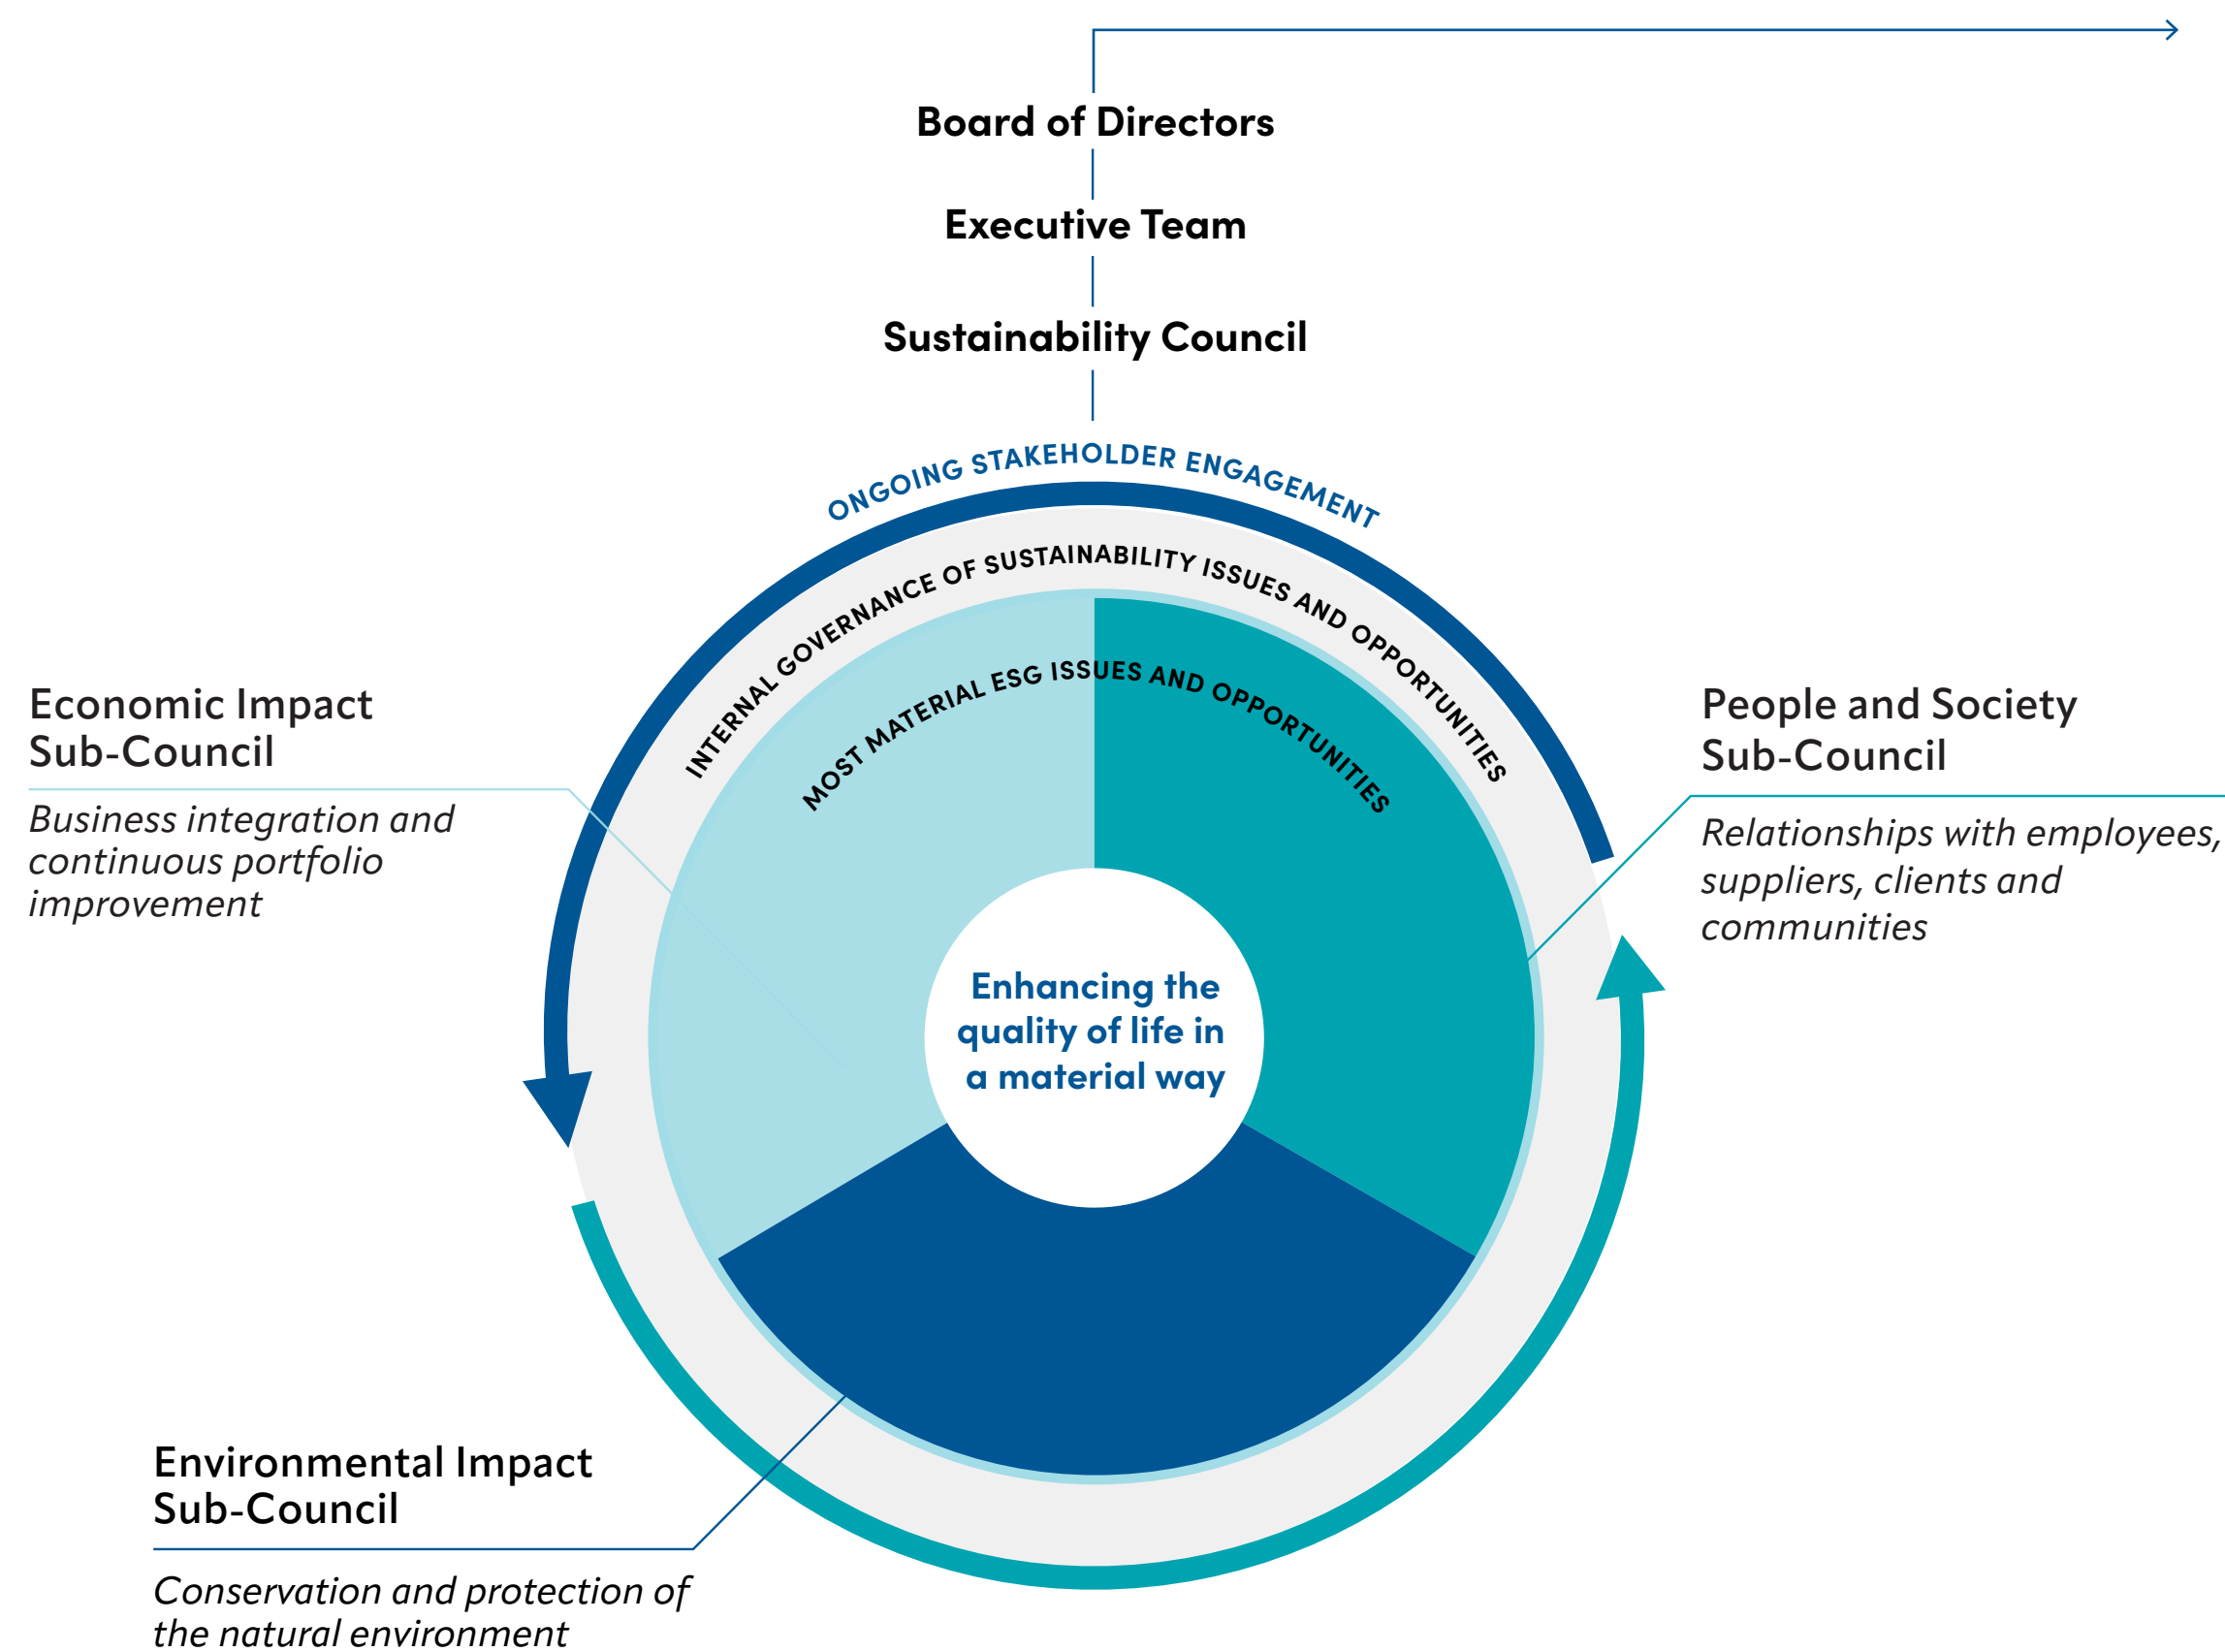 Board of Directors
Executive Team
Sustainability Council
ONGOING STAKEHOLDER ENGAGEMENT
INTERNAL GOVERNANCE OF SUSTAINABILITY ISSUES AND OPPORTUNITIES
MOST MATERIAL ESG ISSUES AND OPPORTUNITIES
Economic Impact
Sub-Council
Business integration and
continuous portfolio
improvement
People and Society
Sub-Council
Relationships with employees,
suppliers, clients and
communities
Enhancing the
quality of life in
a material way
Environmental Impact
Sub-Council
Conservation and protection of
the natural environment